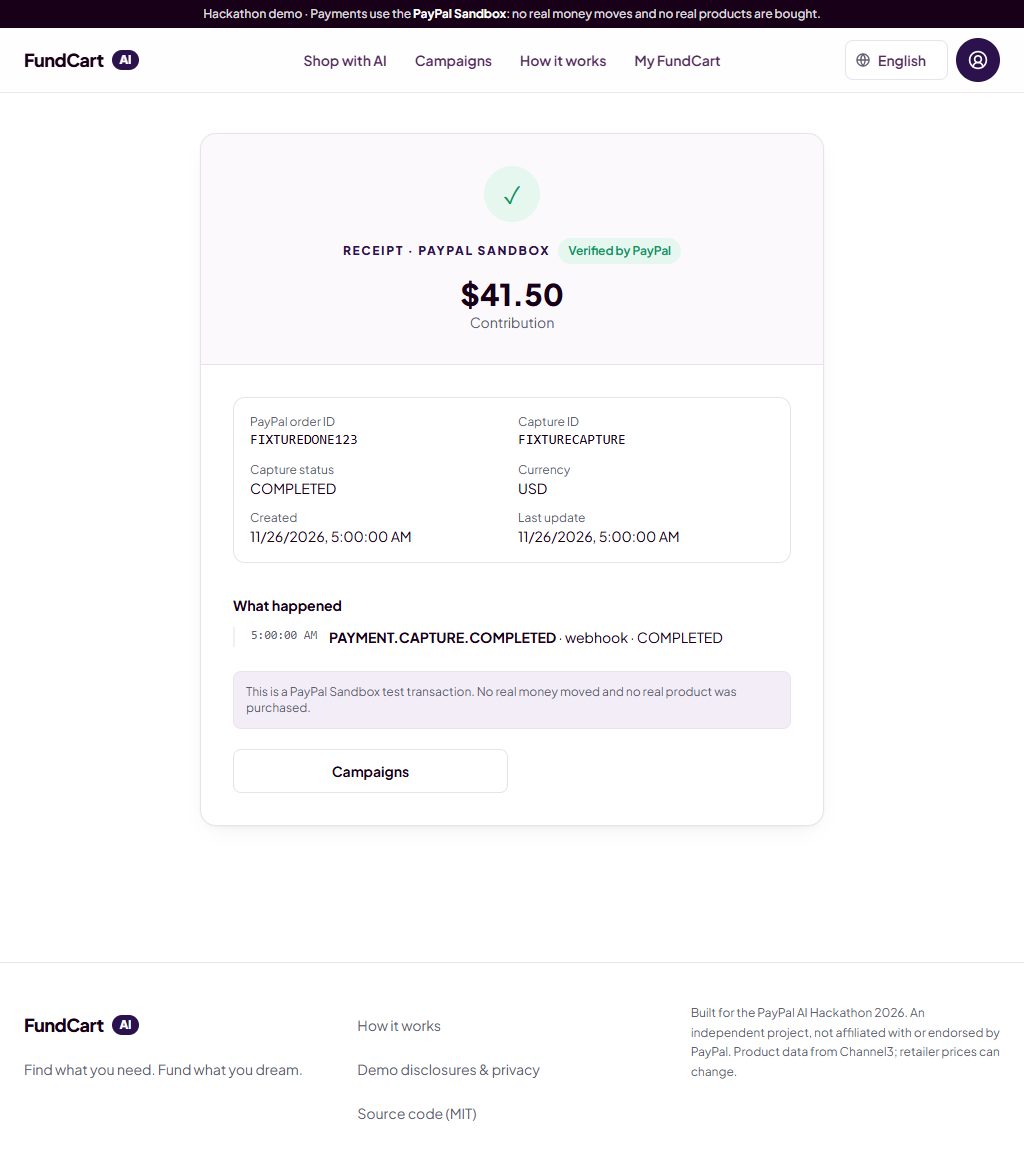 Hackathon demo · Payments use the PayPal Sandbox: no real money moves and no real products are bought.
FundCart AI
Shop with AI
Campaigns
How it works
My FundCart
English
✓
RECEIPT · PAYPAL SANDBOX
Verified by PayPal
$41.50
Contribution
PayPal order ID
FIXTUREDONE123
Capture ID
FIXTURECAPTURE
Capture status
COMPLETED
Currency
USD
Created
11/26/2026, 5:00:00 AM
Last update
11/26/2026, 5:00:00 AM
What happened
5:00:00 AM PAYMENT.CAPTURE.COMPLETED · webhook · COMPLETED
This is a PayPal Sandbox test transaction. No real money moved and no real product was
purchased.
Campaigns
FundCart AI
Find what you need. Fund what you dream.
How it works
Demo disclosures & privacy
Source code (MIT)
Built for the PayPal AI Hackathon 2026. An
independent project, not affiliated with or endorsed by
PayPal. Product data from Channel3; retailer prices can
change.